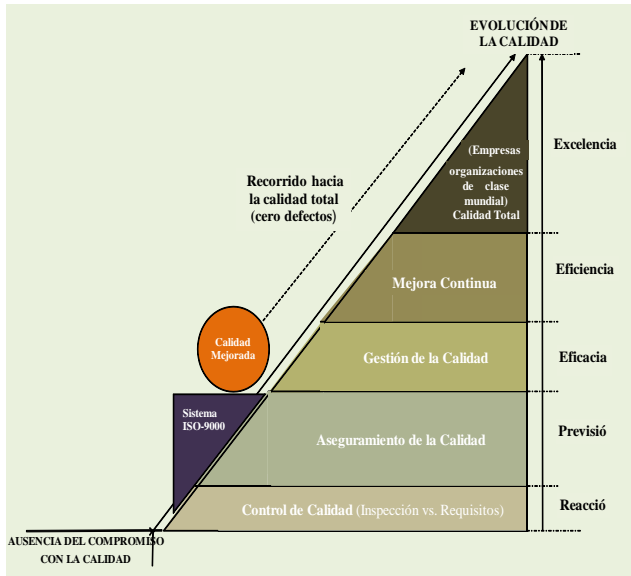 EVOLUCIÓN DE
LA CALIDAD
(Empresas
organizaciones
de clase
mundial)
Calidad Total
Excelencia
Recorrido hacia
la calidad total
(cero defectos)
Mejora Continua
Eficiencia
Calidad
Mejorada
Gestión de la Calidad
Eficacia
Sistema
ISO-9000
Aseguramiento de la Calidad
Previsió
Control de Calidad (Inspección vs. Requisitos)
Reacció
AUSENCIA DEL COMPROMISO
CON LA CALIDAD